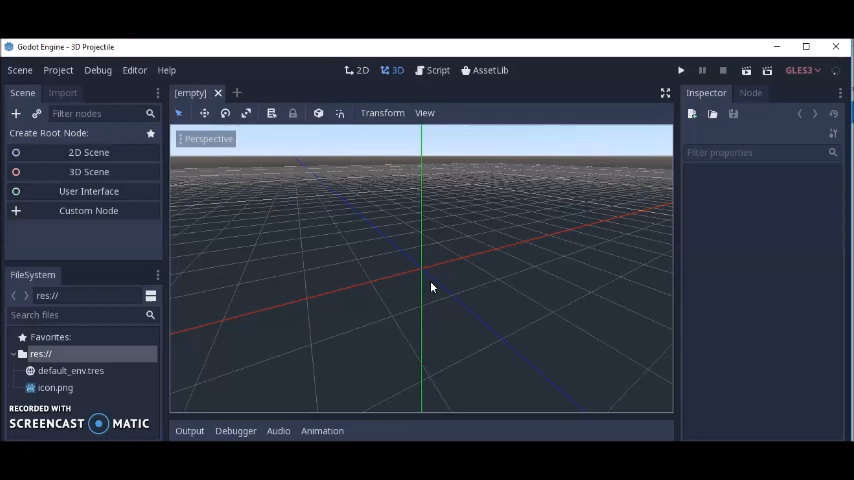 Godot Engine - 3D Projectile
Scene Project Debug Editor Help
2D 3D Script AssetLib
GLES3
Scene Import
Filter nodes
Create Root Node:
2D Scene
3D Scene
User Interface
Custom Node
FileSystem
res://
Search files
Favorites:
res://
default_env.tres
icon.png
RECORDED WITH
SCREENCAST MATIC
[empty]
Transform View
Perspective
Output Debugger Audio Animation
Inspector Node
Filter properties